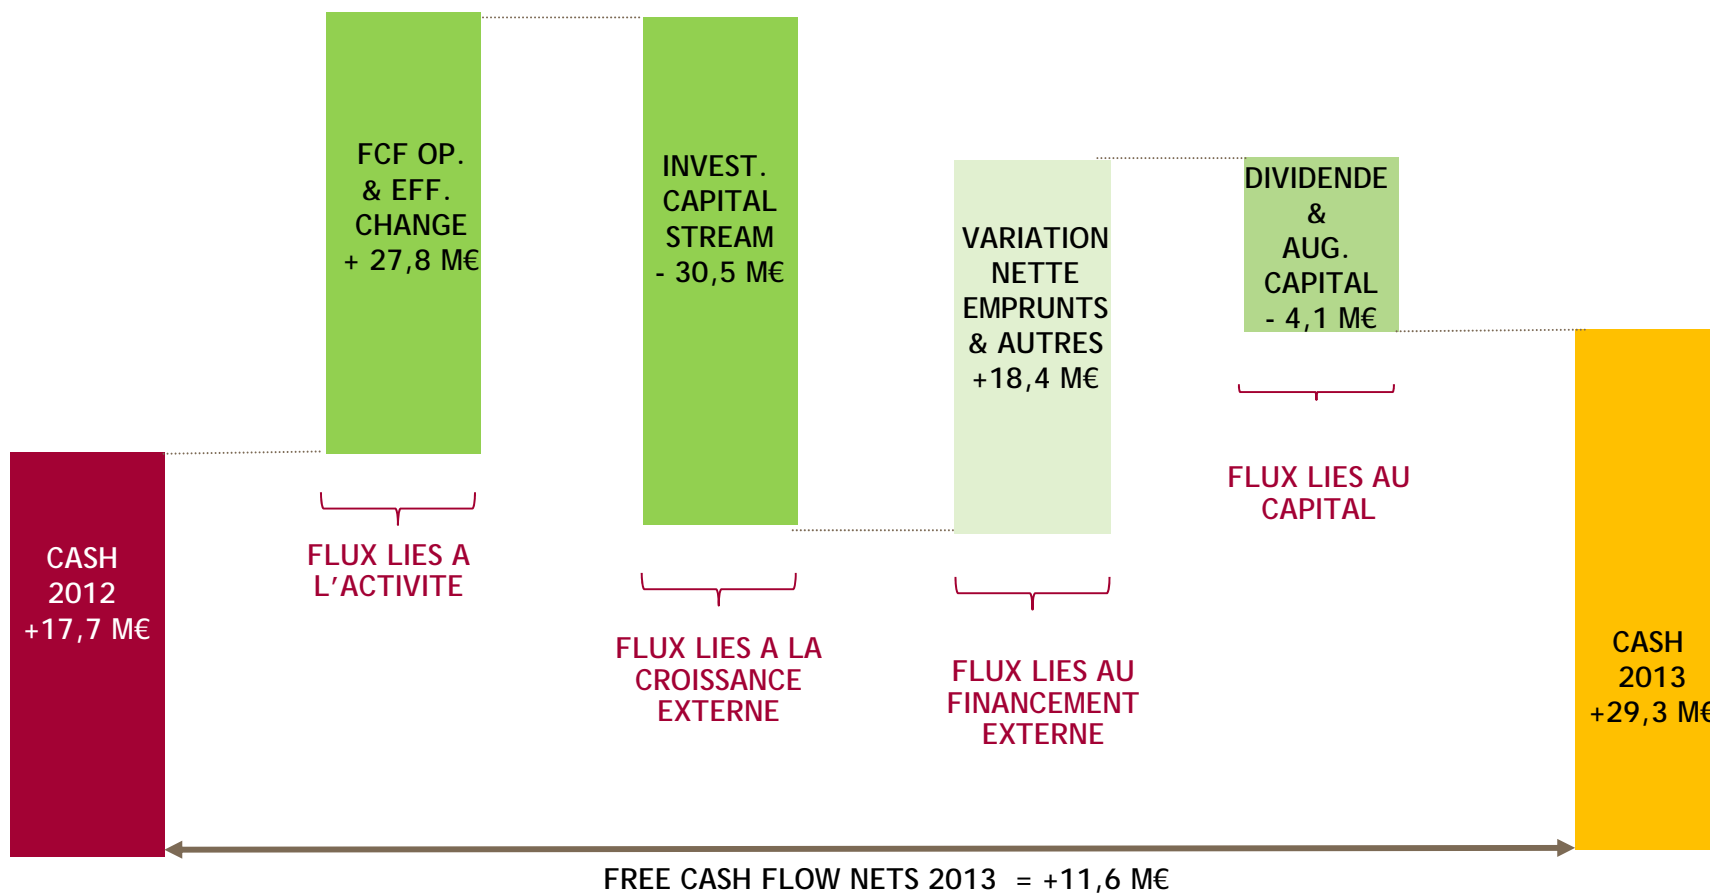 FCF OP.
& EFF.
CHANGE
+ 27,8 M€
INVEST.
CAPITAL
STREAM
- 30,5 M€
VARIATION
NETTE
EMPRUNTS
& AUTRES
+18,4 M€
DIVIDENDE
&
AUG.
CAPITAL
- 4,1 M€
CASH
2012
+17,7 M€
FLUX LIES A
L’ACTIVITE
FLUX LIES A LA
CROISSANCE
EXTERNE
FLUX LIES AU
FINANCEMENT
EXTERNE
FLUX LIES AU
CAPITAL
CASH
2013
+29,3 M€
FREE CASH FLOW NETS 2013 = +11,6 M€